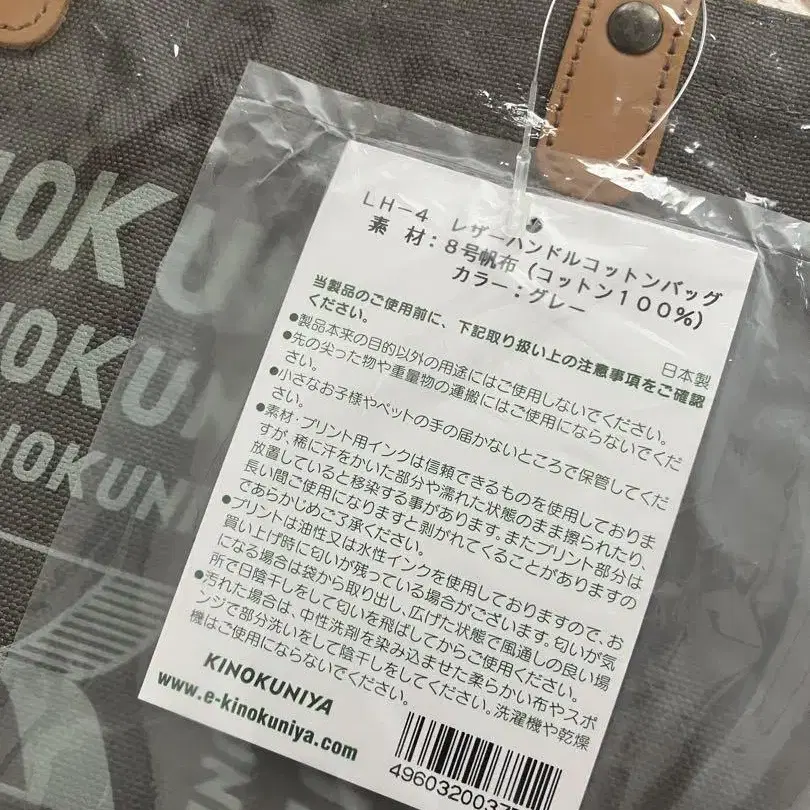 NOK
U
NOKUN
NOKUNI
LH-4 レザーハンドルコットンバッグ
素 材：8号帆布（コットン100％）
カラー：グレー
日本製
当製品のご使用前に、下記取り扱い上の注意事項をご確認
ください。
●製品本来の目的以外の用途にはご使用しないでください。
●先の尖った物や重量物の運搬にはご使用にならないでくだ
さい。
●小さなお子様やペットの手の届かないところで保管してくだ
さい。
●素材・プリント用インクは信頼できるものを使用しておりま
すが、稀に汗をかいた部分や濡れた状態のまま擦られたり、
放置していると移染する事があります。またプリント部分は
長い間ご使用になりますと剥がれてくることがありますの
であらかじめご了承ください。
●プリントは油性又は水性インクを使用しておりますので、お
買い上げ時に匂いが残っている場合がございます。匂いが気
になる場合は袋から取り出し、広げた状態で風通しの良い場
所で日陰干しをして匂いを飛ばしてからご使用ください。
●汚れた場合は、中性洗剤を染み込ませた柔らかい布やスポ
ンジで部分洗いをして陰干しをしてください。洗濯機や乾燥
機はご使用にならないでください。
KINOKUNIYA
www.e-kinokuniya.com
4960320037